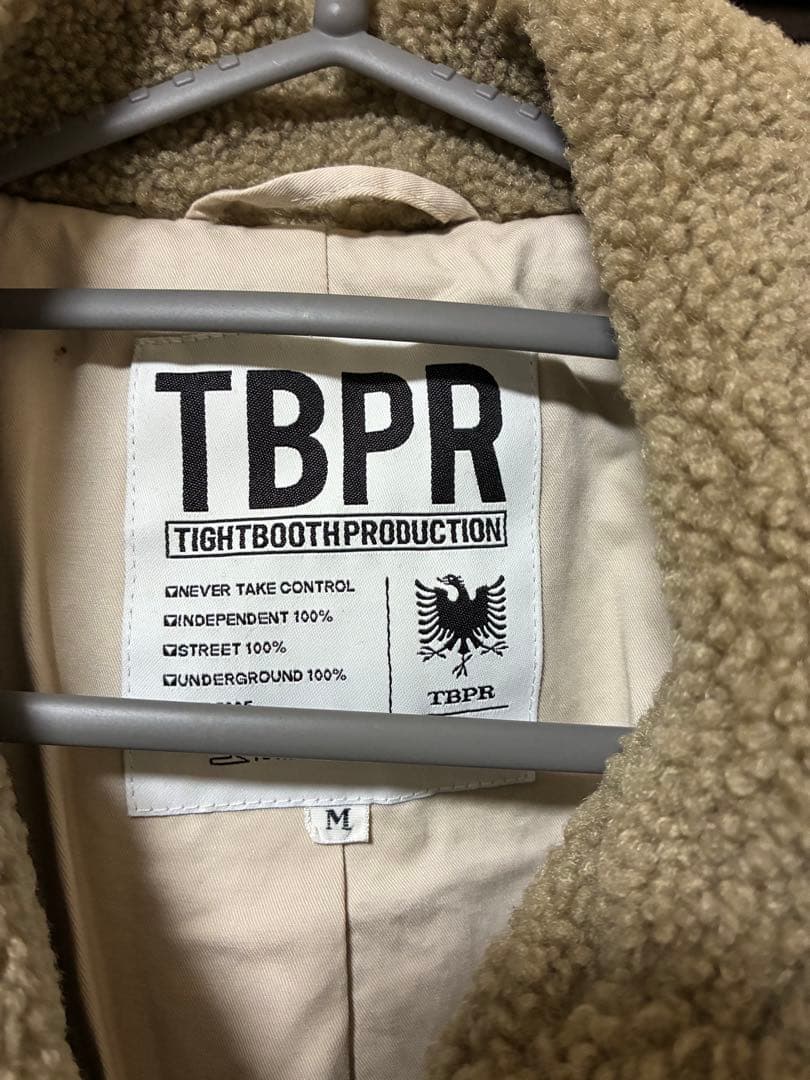 TBPR
TIGHTBOOTHPRODUCTION
NEVER TAKE CONTROL
INDEPENDENT 100%
STREET 100%
UNDERGROUND 100%
TBPR
M